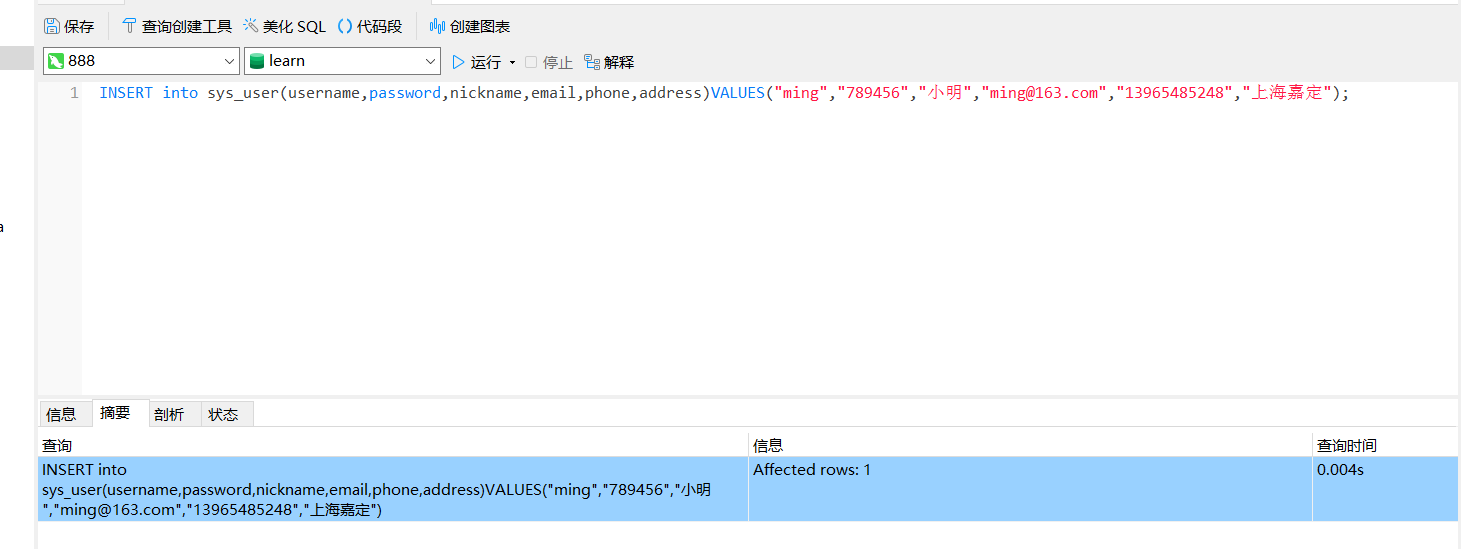 保存 查询创建工具 美化 SQL 代码段 创建图表
888 learn 运行 停止 解释
1 INSERT into sys_user(username,password,nickname,email,phone,address)VALUES("ming","789456","小明","ming@163.com","13965485248","上海嘉定");
a
信息 摘要 剖析 状态
查询 信息 查询时间
INSERT into Affected rows: 1 0.004s
sys_user(username,password,nickname,email,phone,address)VALUES("ming","789456","小明
","ming@163.com","13965485248","上海嘉定")